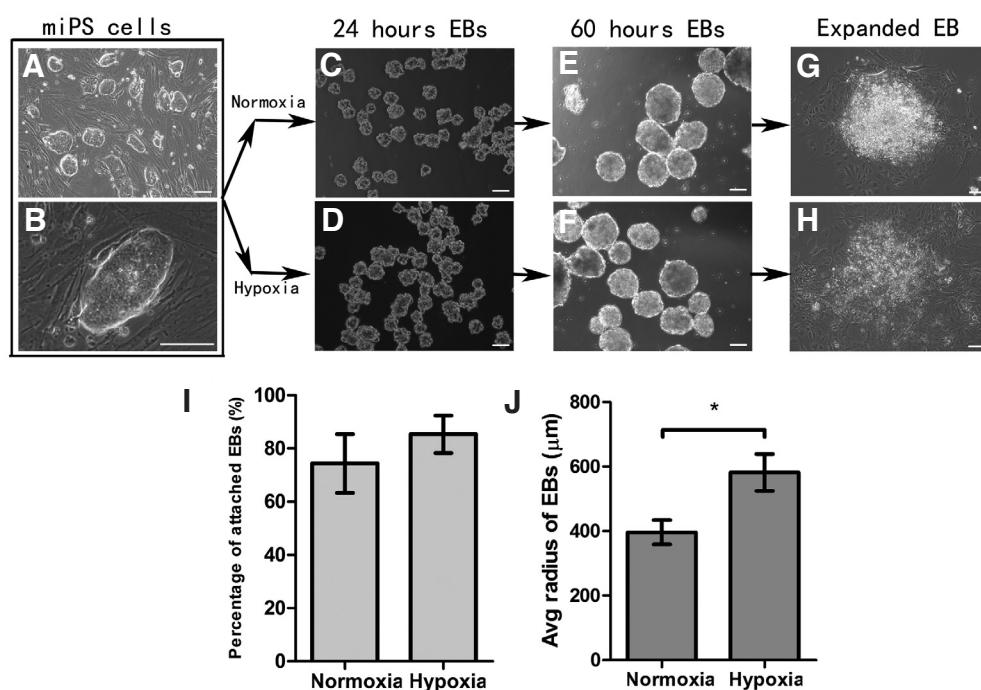 miPS cells
24 hours EBs
60 hours EBs
Expanded EB
A
B
Normoxia
Hypoxia
C
D
E
F
G
H
I
Percentage of attached EBs (%)
100
80
60
40
20
0
Normoxia
Hypoxia
J
Avg radius of EBs (μm)
800
600
400
200
0
*
Normoxia
Hypoxia